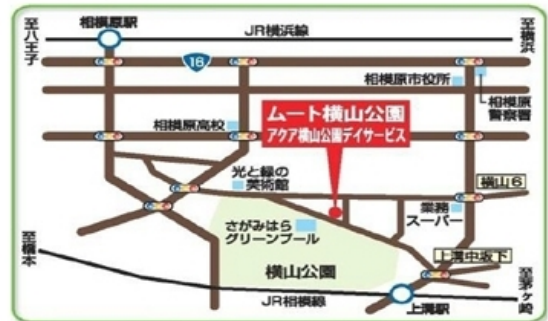 相模原駅
JR横浜線
至八王子
至横浜
16
相模原市役所
相模原
警察署
ムート横山公園
アクア横山公園デイサービス
相模原高校
光と緑の
美術館
横山6
業務
スーパー
さがみはら
グリーンプール
上溝中坂下
至橋本
横山公園
至茅ヶ崎
JR相模線
上溝駅